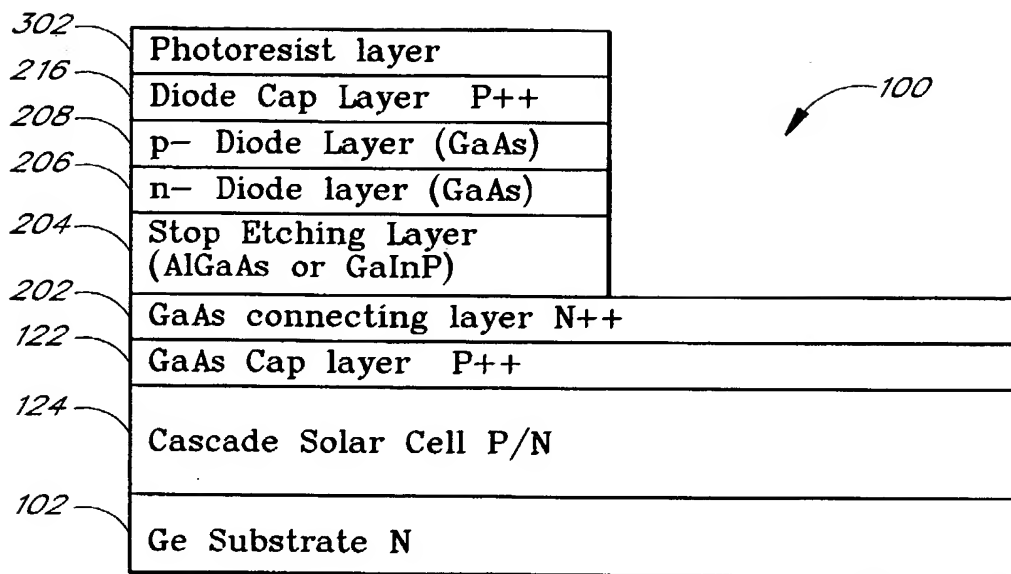 302
Photoresist layer
216
Diode Cap Layer P++
100
208
p- Diode Layer (GaAs)
206
n- Diode layer (GaAs)
204
Stop Etching Layer
(AlGaAs or GaInP)
202
GaAs connecting layer N++
122
GaAs Cap layer P++
124
Cascade Solar Cell P/N
102
Ge Substrate N